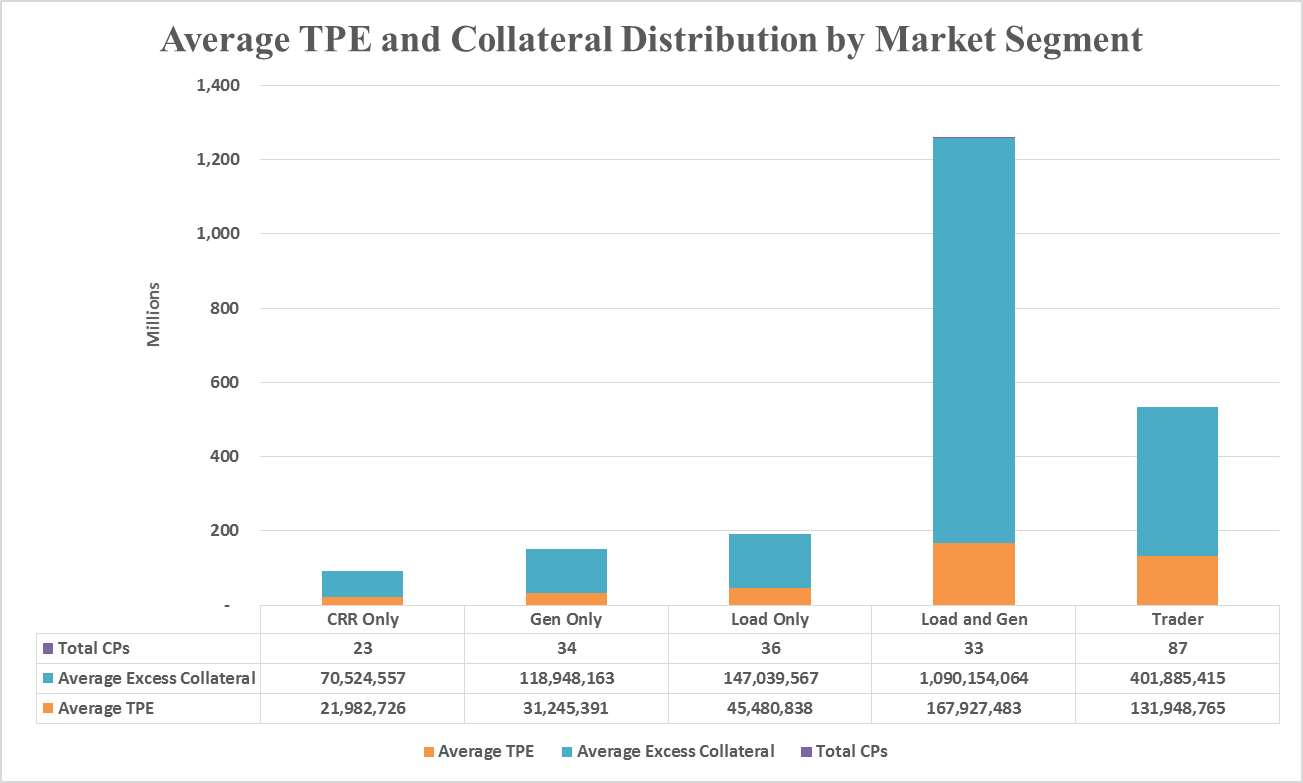 Average TPE and Collateral Distribution by Market Segment
1,400
1,200
1,000
800
600
400
200
-
Millions
CRR Only Gen Only Load Only Load and Gen Trader
Total CPs 23 34 36 33 87
Average Excess Collateral 70,524,557 118,948,163 147,039,567 1,090,154,064 401,885,415
Average TPE 21,982,726 31,245,391 45,480,838 167,927,483 131,948,765
Average TPE Average Excess Collateral Total CPs